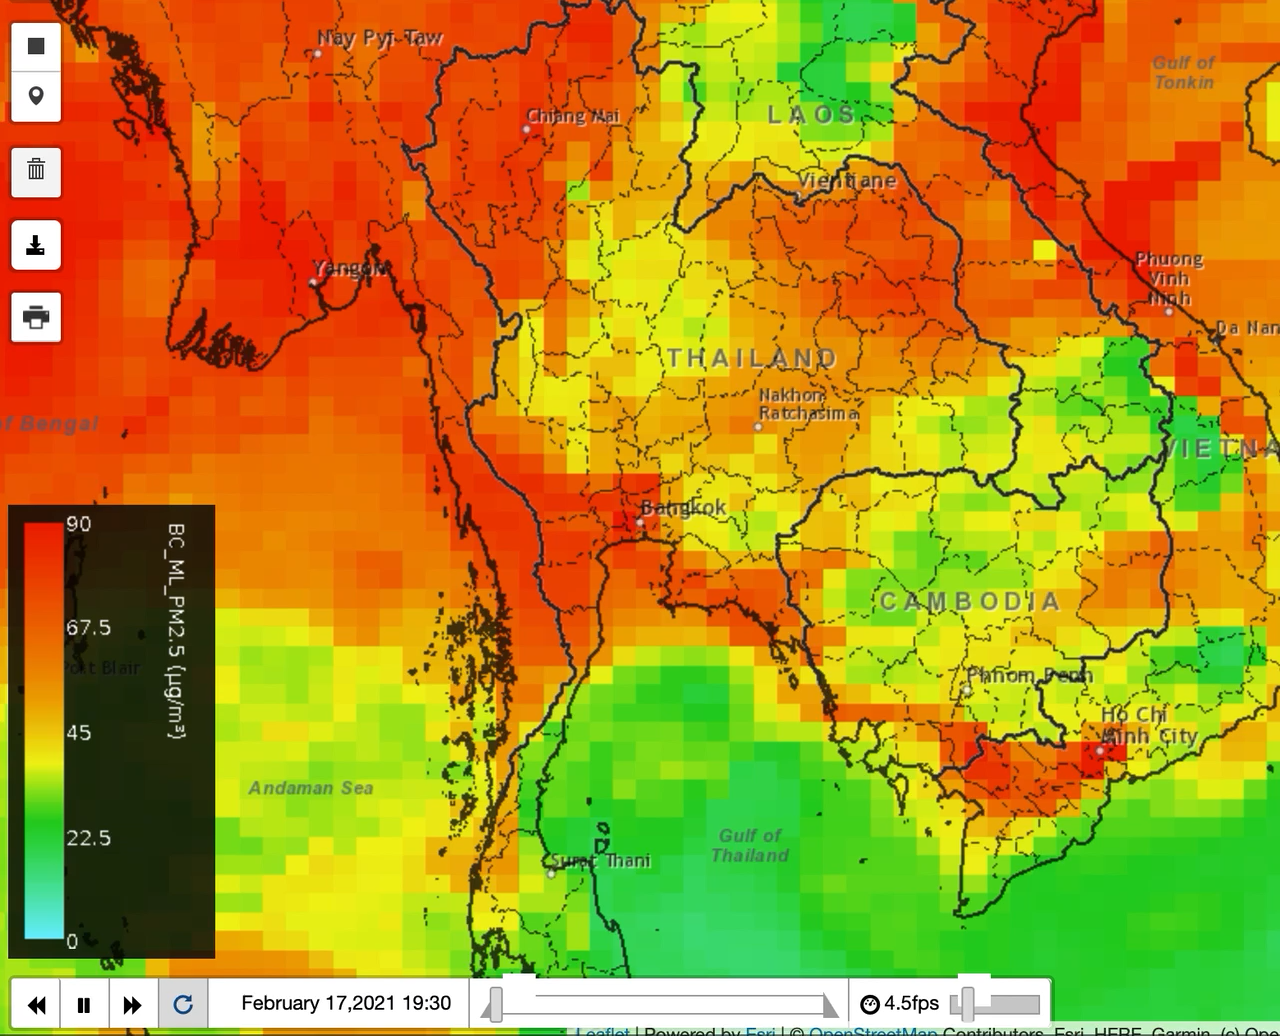 Nay Pyi-Taw
Gulf of
Tonkin
Chiang Mai
LAOS
Vientiane
Yangon
Phuong
Vinh
Ninh
Da Nan
THAILAND
Nakhon
Ratchasima
of Bengal
VIETNA
Bangkok
90
67.5
45
22.5
0
BC_ML_PM2.5 (µg/m³)
CAMBODIA
Port Blair
Phnom Penh
Ho Chi
Minh City
Andaman Sea
Gulf of
Thailand
Surat Thani
February 17,2021 19:30
4.5fps
Leaflet | Powered by Esri | © OpenStreetMap Contributors, Esri, HERE, Garmin, (c) Ope